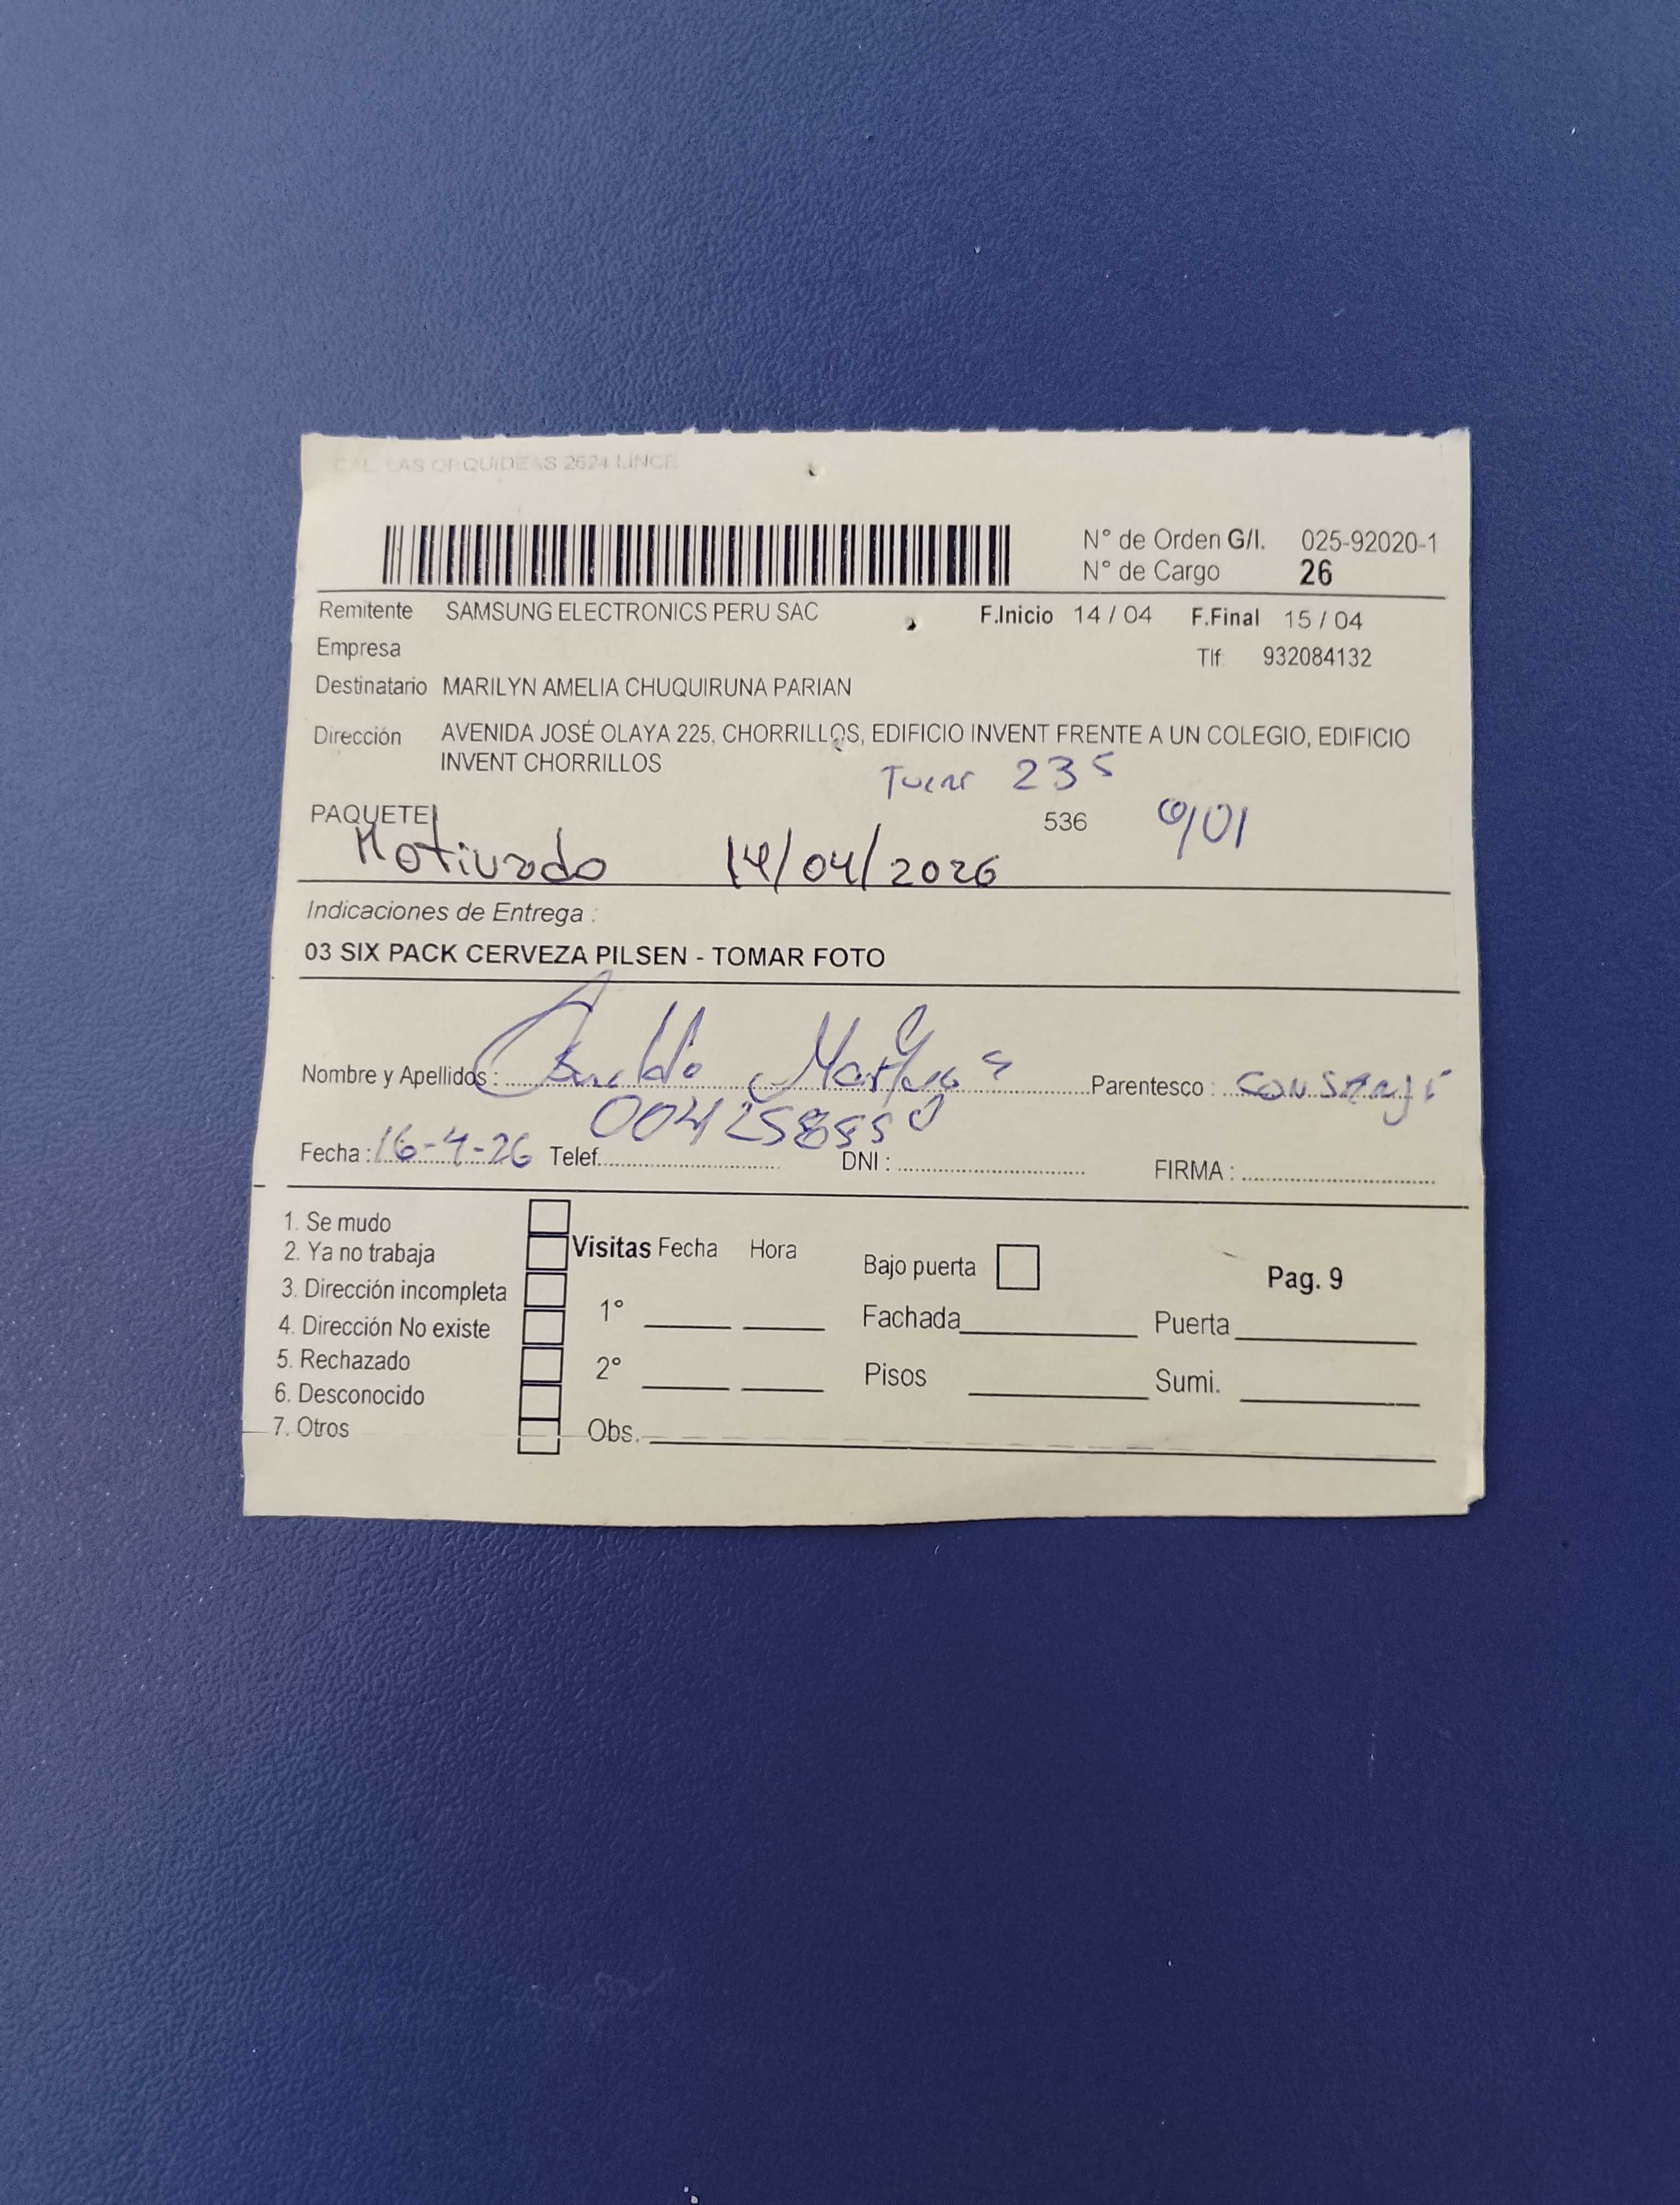 CAL. LAS ORQUIDEAS 2624 LINCE
N° de Orden G/I. 025-92020-1
N° de Cargo 26
Remitente SAMSUNG ELECTRONICS PERU SAC F.Inicio 14 / 04 F.Final 15 / 04
Empresa Tlf: 932084132
Destinatario MARILYN AMELIA CHUQUIRUNA PARIAN
Dirección AVENIDA JOSÉ OLAYA 225, CHORRILLOS, EDIFICIO INVENT FRENTE A UN COLEGIO, EDIFICIO
INVENT CHORRILLOS
235
PAQUETE 536
Motivado 14/04/2026
Indicaciones de Entrega :
03 SIX PACK CERVEZA PILSEN - TOMAR FOTO
Nombre y Apellidos : Parentesco :
Fecha : 16-4-26 Telef. DNI : FIRMA :
1. Se mudo
2. Ya no trabaja
3. Dirección incompleta
4. Dirección No existe
5. Rechazado
6. Desconocido
7. Otros
Visitas Fecha Hora
1°
2°
Obs.
Bajo puerta
Fachada Puerta
Pisos Sumi.
Pag. 9